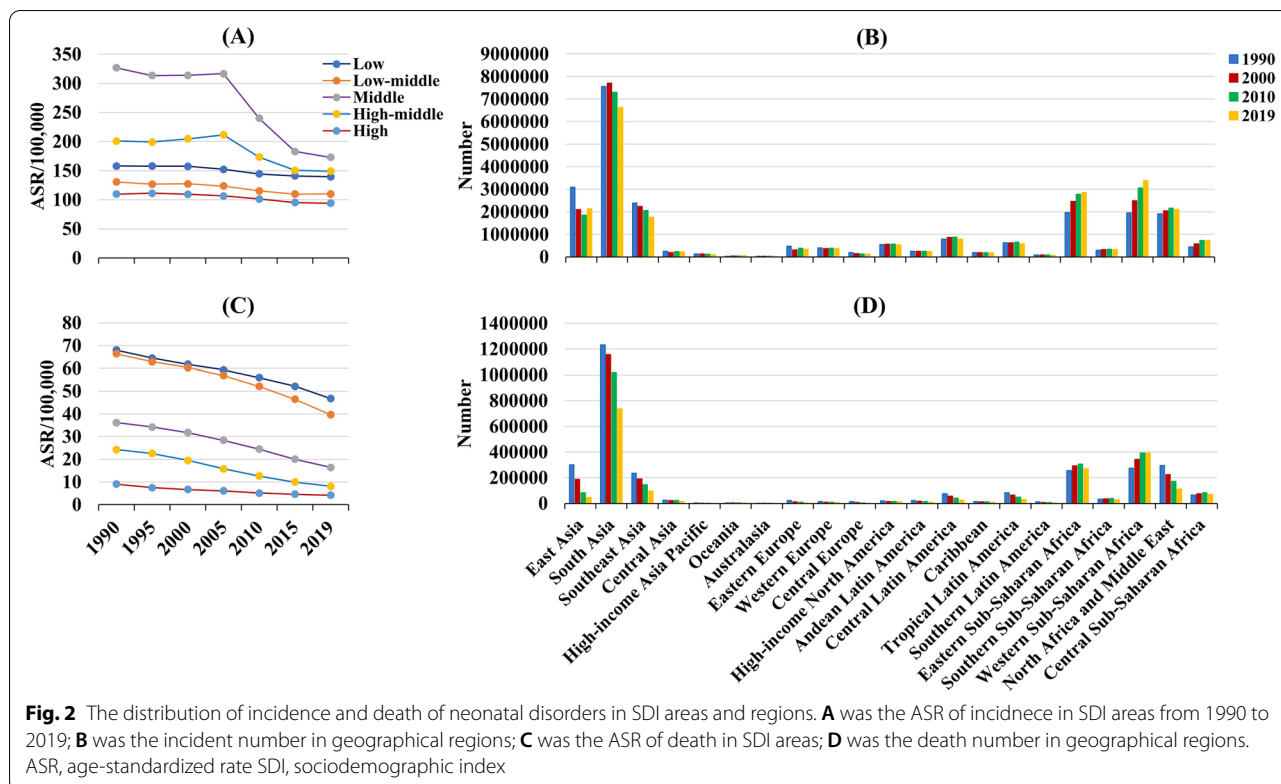 (A)
350
300
250
200
150
100
50
0
ASR/100,000
Low
Low-middle
Middle
High-middle
High
(B)
9000000
8000000
7000000
6000000
5000000
4000000
3000000
2000000
1000000
0
Number
1990
2000
2010
2019
(C)
80
70
60
50
40
30
20
10
0
ASR/100,000
1990
1995
2000
2005
2010
2015
2019
(D)
1400000
1200000
1000000
800000
600000
400000
200000
0
Number
East Asia
South Asia
Southeast Asia
Central Asia
High-income Asia Pacific
Oceania
Australasia
Eastern Europe
Western Europe
Central Europe
High-income North America
Andean Latin America
Central Latin America
Caribbean
Tropical Latin America
Southern Latin America
Eastern Sub-Saharan Africa
Southern Sub-Saharan Africa
Western Sub-Saharan Africa
North Africa and Middle East
Central Sub-Saharan Africa
Fig. 2 The distribution of incidence and death of neonatal disorders in SDI areas and regions. A was the ASR of incidnece in SDI areas from 1990 to
2019; B was the incident number in geographical regions; C was the ASR of death in SDI areas; D was the death number in geographical regions.
ASR, age-standardized rate SDI, sociodemographic index